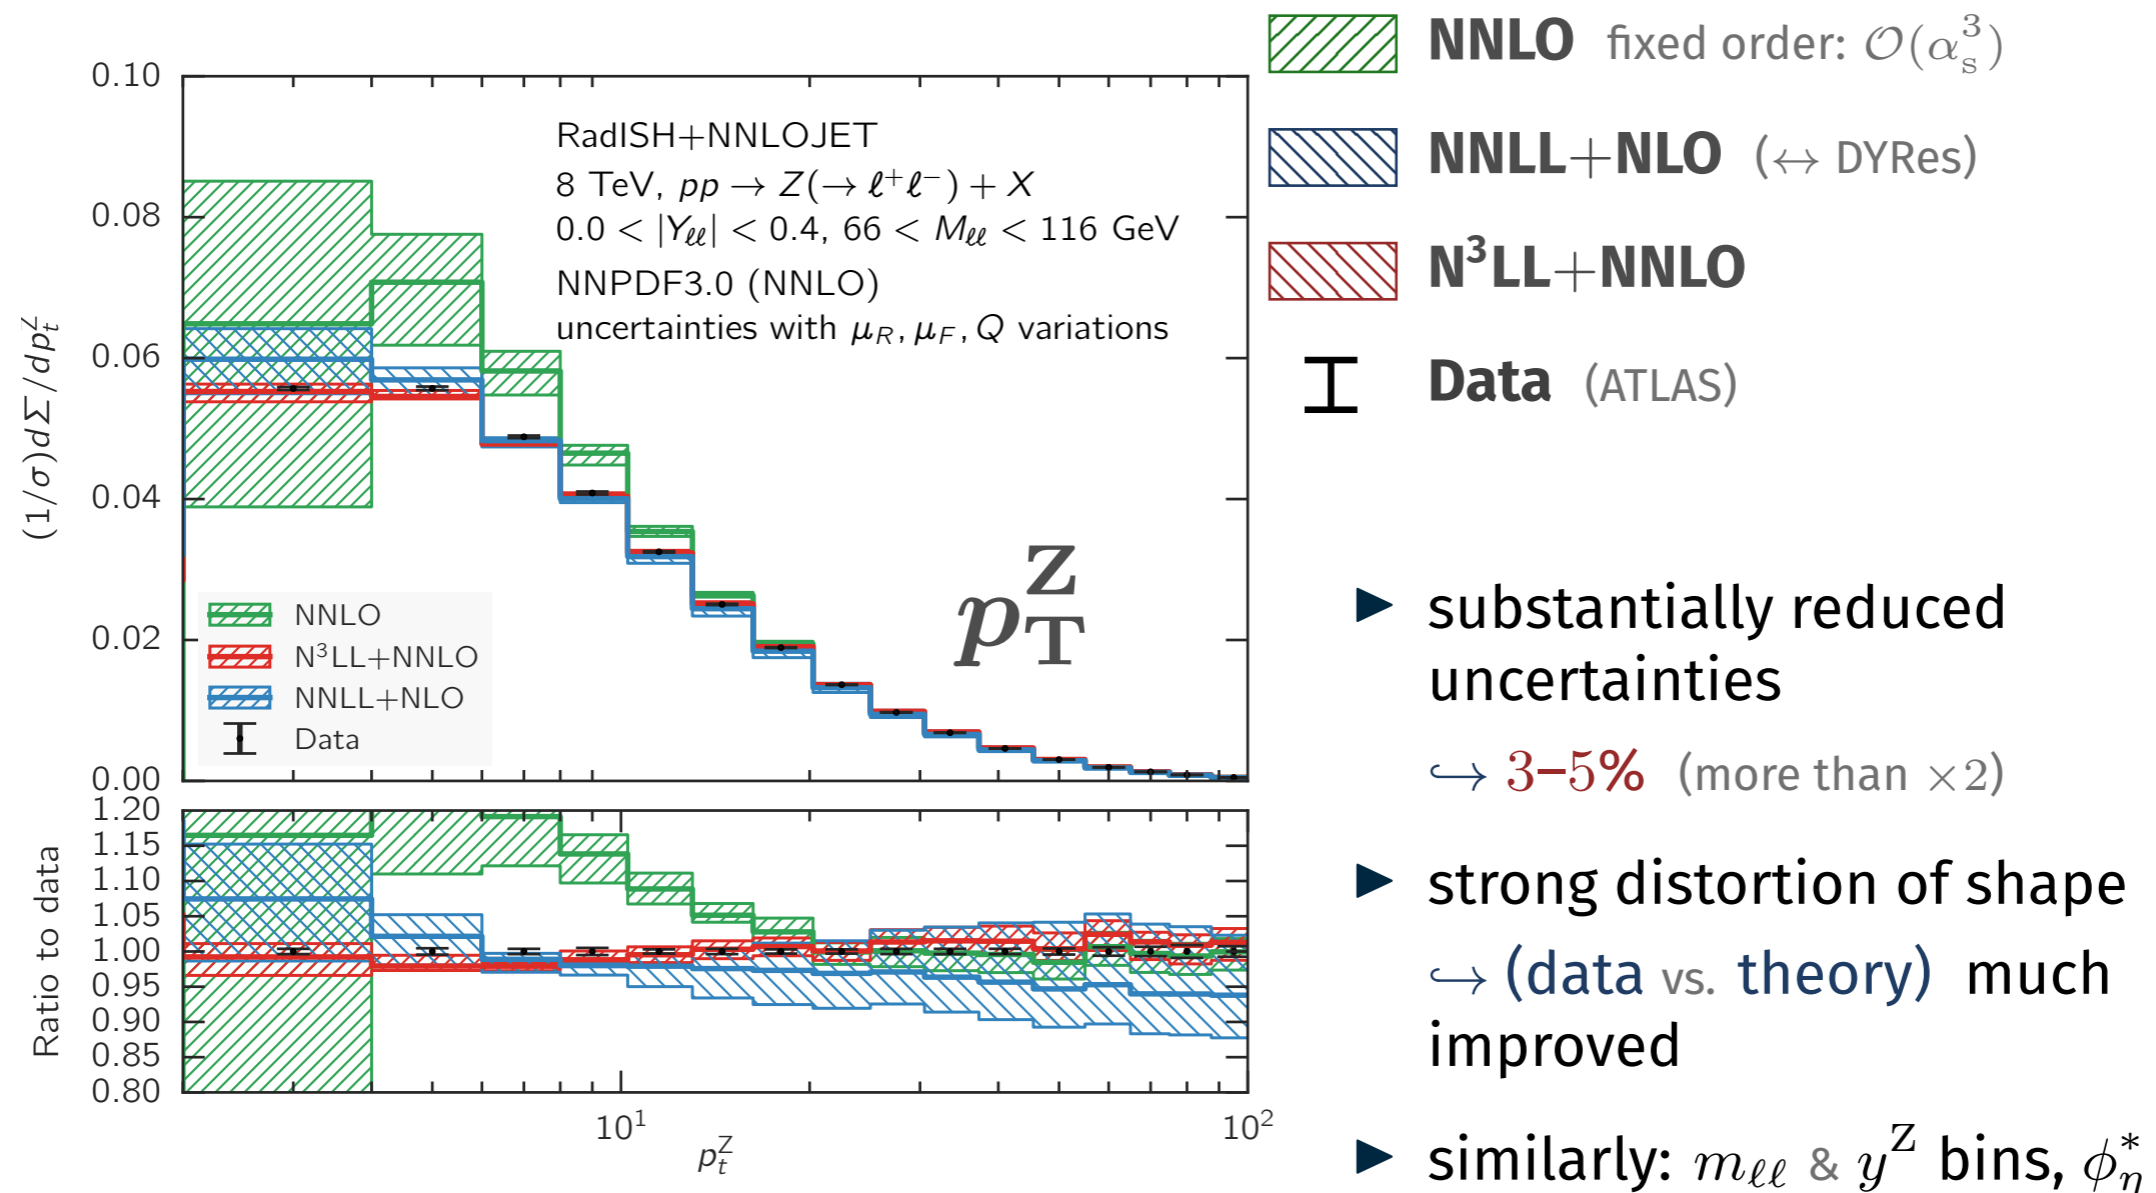 0.10
0.08
0.06
0.04
0.02
0.00
(1/σ)dΣ/dp_t^Z
RadISH+NNLOJET
8 TeV, pp → Z(→ ℓ⁺ℓ⁻) + X
0.0 < |Y_ℓℓ| < 0.4, 66 < M_ℓℓ < 116 GeV
NNPDF3.0 (NNLO)
uncertainties with μ_R, μ_F, Q variations
p_T^Z
NNLO
N³LL+NNLO
NNLL+NLO
Data
1.20
1.15
1.10
1.05
1.00
0.95
0.90
0.85
0.80
Ratio to data
10¹
10²
p_t^Z
NNLO fixed order: 𝒪(α_s^3)
NNLL+NLO (↔ DYRes)
N³LL+NNLO
Data (ATLAS)
▶ substantially reduced
uncertainties
↪ 3–5% (more than ×2)
▶ strong distortion of shape
↪ (data vs. theory) much
improved
▶ similarly: m_ℓℓ & y^Z bins, ϕ_η^*